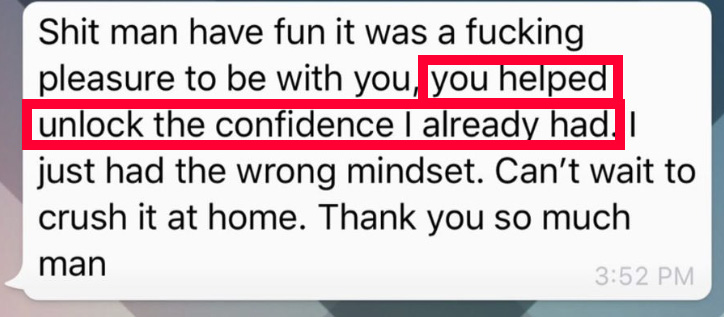 Shit man have fun it was a fucking
pleasure to be with you, you helped
unlock the confidence I already had. I
just had the wrong mindset. Can't wait to
crush it at home. Thank you so much
man
3:52 PM